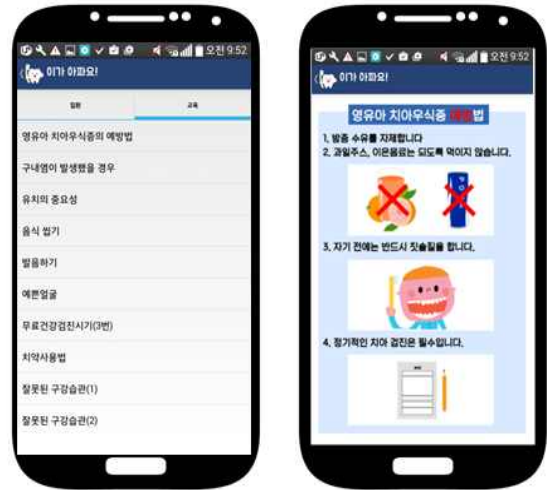 오전 9:52
이가 아파요!
질환
교육
영유아 치아우식증의 예방법
구내염이 발생했을 경우
유치의 중요성
음식 씹기
발음하기
예쁜얼굴
무료건강검진시기(3번)
치약사용법
잘못된 구강습관(1)
잘못된 구강습관(2)
오전 9:52
이가 아파요!
영유아 치아우식증 예방법
1. 밤중 수유를 자제합니다
2. 과일주스, 이온음료는 되도록 먹이지 않습니다.
3. 자기 전에는 반드시 칫솔질을 합니다.
4. 정기적인 치아 검진은 필수입니다.